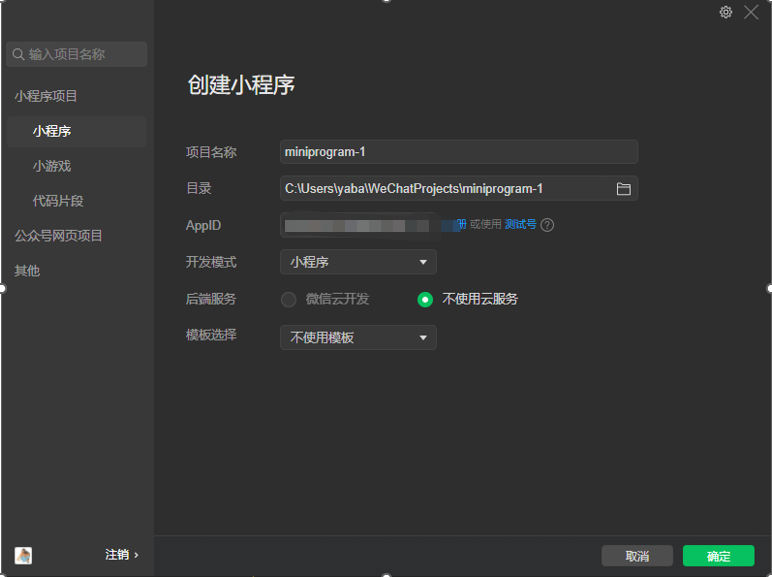 输入项目名称
小程序项目
小程序
小游戏
代码片段
公众号网页项目
其他
注销 ›
创建小程序
项目名称 miniprogram-1
目录 C:\Users\yaba\WeChatProjects\miniprogram-1
AppID 册 或使用 测试号 ?
开发模式 小程序
后端服务 微信云开发 不使用云服务
模板选择 不使用模板
取消 确定